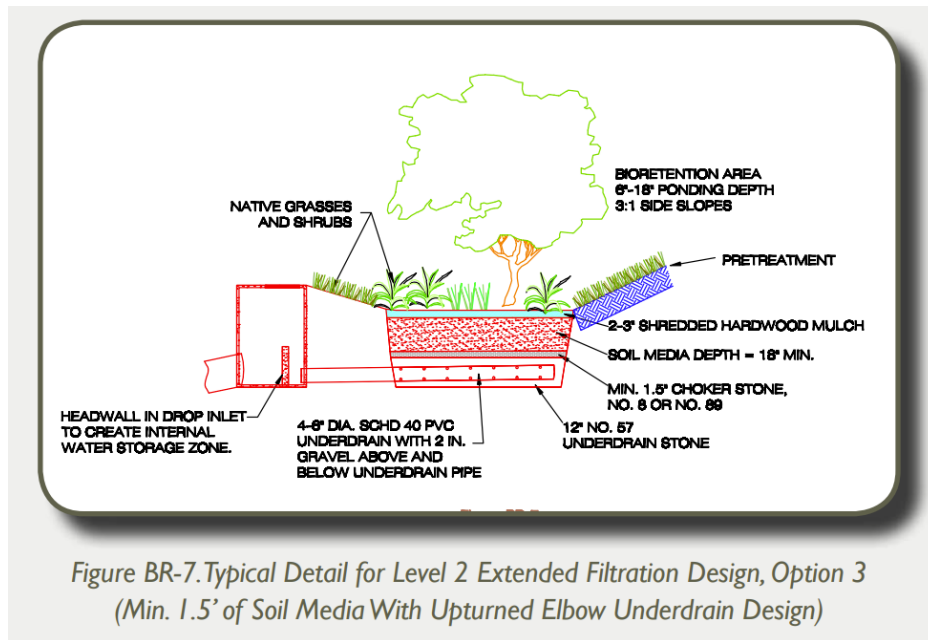 BIORETENTION AREA
6"-18" PONDING DEPTH
3:1 SIDE SLOPES
NATIVE GRASSES
AND SHRUBS
PRETREATMENT
2-3" SHREDDED HARDWOOD MULCH
SOIL MEDIA DEPTH = 18" MIN.
MIN. 1.5" CHOKER STONE,
NO. 8 OR NO. 89
12" NO. 57
UNDERDRAIN STONE
4-6" DIA. SCHD 40 PVC
UNDERDRAIN WITH 2 IN.
GRAVEL ABOVE AND
BELOW UNDERDRAIN PIPE
HEADWALL IN DROP INLET
TO CREATE INTERNAL
WATER STORAGE ZONE.
Figure BR-7. Typical Detail for Level 2 Extended Filtration Design, Option 3
(Min. 1.5' of Soil Media With Upturned Elbow Underdrain Design)